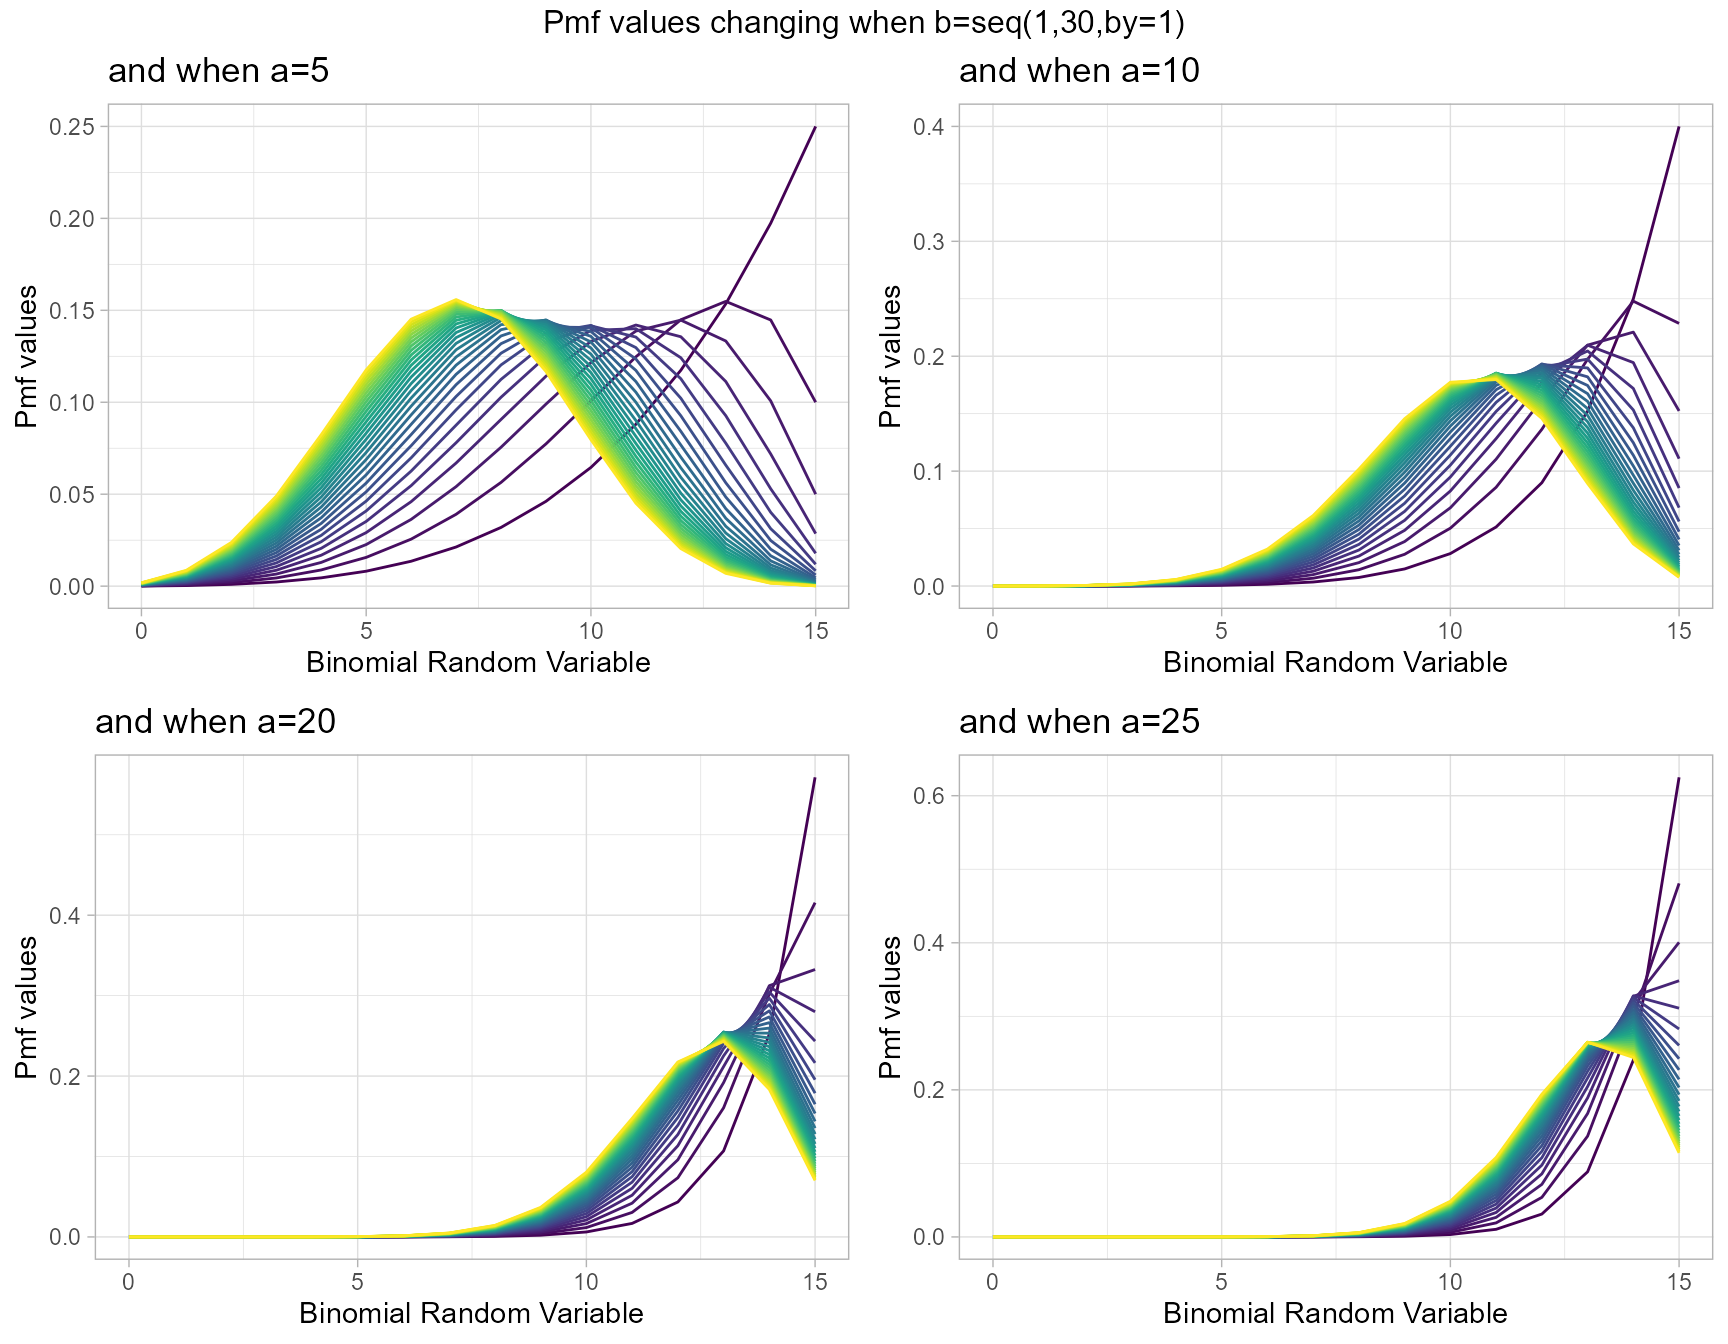 Pmf values changing when b=seq(1,30,by=1)
and when a=5
0.25
0.20
0.15
0.10
0.05
0.00
Pmf values
0 5 10 15
Binomial Random Variable
and when a=10
0.4
0.3
0.2
0.1
0.0
Pmf values
0 5 10 15
Binomial Random Variable
and when a=20
0.4
0.2
0.0
Pmf values
0 5 10 15
Binomial Random Variable
and when a=25
0.6
0.4
0.2
0.0
Pmf values
0 5 10 15
Binomial Random Variable